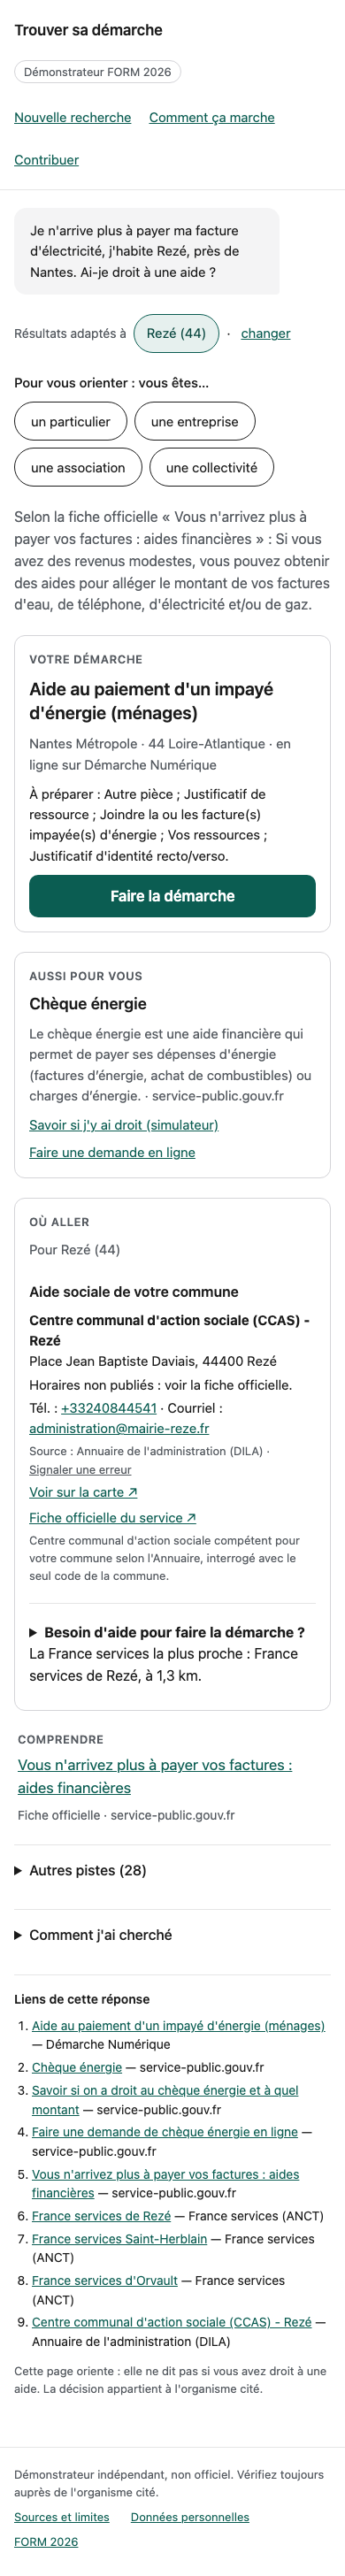 Trouver sa démarche
Démonstrateur FORM 2026
Nouvelle recherche Comment ça marche
Contribuer
Je n'arrive plus à payer ma facture
d'électricité, j'habite Rezé, près de
Nantes. Ai-je droit à une aide ?
Résultats adaptés à Rezé (44) · changer
Pour vous orienter : vous êtes...
un particulier une entreprise
une association une collectivité
Selon la fiche officielle « Vous n'arrivez plus à
payer vos factures : aides financières » : Si vous
avez des revenus modestes, vous pouvez obtenir
des aides pour alléger le montant de vos factures
d'eau, de téléphone, d'électricité et/ou de gaz.
VOTRE DÉMARCHE
Aide au paiement d'un impayé
d'énergie (ménages)
Nantes Métropole · 44 Loire-Atlantique · en
ligne sur Démarche Numérique
À préparer : Autre pièce ; Justificatif de
ressource ; Joindre la ou les facture(s)
impayée(s) d'énergie ; Vos ressources ;
Justificatif d'identité recto/verso.
Faire la démarche
AUSSI POUR VOUS
Chèque énergie
Le chèque énergie est une aide financière qui
permet de payer ses dépenses d'énergie
(factures d'énergie, achat de combustibles) ou
charges d'énergie. · service-public.gouv.fr
Savoir si j'y ai droit (simulateur)
Faire une demande en ligne
OÙ ALLER
Pour Rezé (44)
Aide sociale de votre commune
Centre communal d'action sociale (CCAS) -
Rezé
Place Jean Baptiste Daviais, 44400 Rezé
Horaires non publiés : voir la fiche officielle.
Tél. : +33240844541 · Courriel :
administration@mairie-reze.fr
Source : Annuaire de l'administration (DILA) ·
Signaler une erreur
Voir sur la carte ↗
Fiche officielle du service ↗
Centre communal d'action sociale compétent pour
votre commune selon l'Annuaire, interrogé avec le
seul code de la commune.
▶ Besoin d'aide pour faire la démarche ?
La France services la plus proche : France
services de Rezé, à 1,3 km.
COMPRENDRE
Vous n'arrivez plus à payer vos factures :
aides financières
Fiche officielle · service-public.gouv.fr
▶ Autres pistes (28)
▶ Comment j'ai cherché
Liens de cette réponse
1. Aide au paiement d'un impayé d'énergie (ménages)
— Démarche Numérique
2. Chèque énergie — service-public.gouv.fr
3. Savoir si on a droit au chèque énergie et à quel
montant — service-public.gouv.fr
4. Faire une demande de chèque énergie en ligne —
service-public.gouv.fr
5. Vous n'arrivez plus à payer vos factures : aides
financières — service-public.gouv.fr
6. France services de Rezé — France services (ANCT)
7. France services Saint-Herblain — France services
(ANCT)
8. France services d'Orvault — France services
(ANCT)
9. Centre communal d'action sociale (CCAS) - Rezé —
Annuaire de l'administration (DILA)
Cette page oriente : elle ne dit pas si vous avez droit à une
aide. La décision appartient à l'organisme cité.
Démonstrateur indépendant, non officiel. Vérifiez toujours
auprès de l'organisme cité.
Sources et limites Données personnelles
FORM 2026